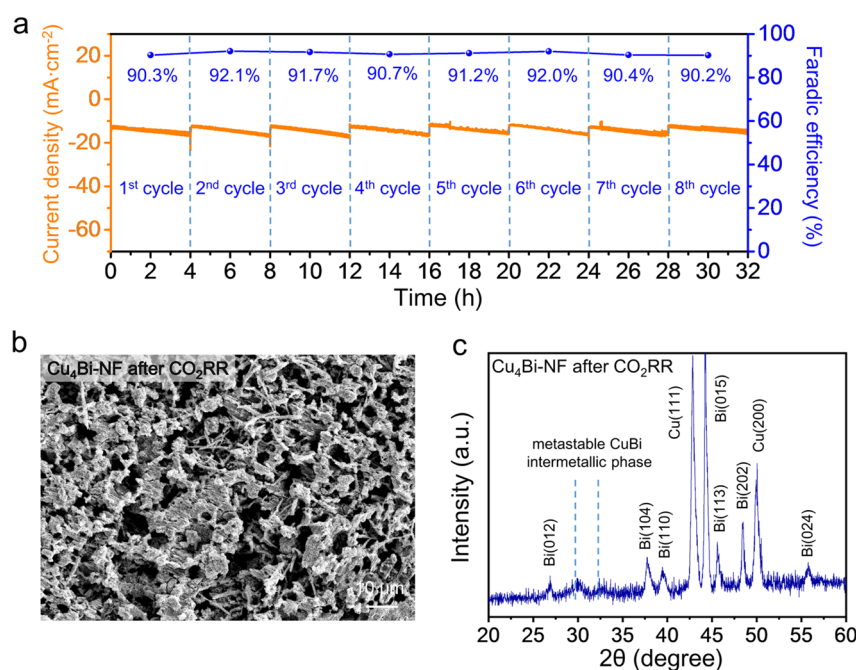 a
Current density (mA·cm⁻²)
20
0
-20
-40
-60
90.3% 92.1% 91.7% 90.7% 91.2% 92.0% 90.4% 90.2%
1ˢᵗ cycle 2ⁿᵈ cycle 3ʳᵈ cycle 4ᵗʰ cycle 5ᵗʰ cycle 6ᵗʰ cycle 7ᵗʰ cycle 8ᵗʰ cycle
100
80
60
40
20
0
Faradic efficiency (%)
0 2 4 6 8 10 12 14 16 18 20 22 24 26 28 30 32
Time (h)
b
Cu₄Bi-NF after CO₂RR
10 μm
c
Cu₄Bi-NF after CO₂RR
Intensity (a.u.)
metastable CuBi
intermetallic phase
Bi(012)
Bi(104)
Bi(110)
Cu(111)
Bi(015)
Bi(113)
Bi(202)
Cu(200)
Bi(024)
20 25 30 35 40 45 50 55 60
2θ (degree)